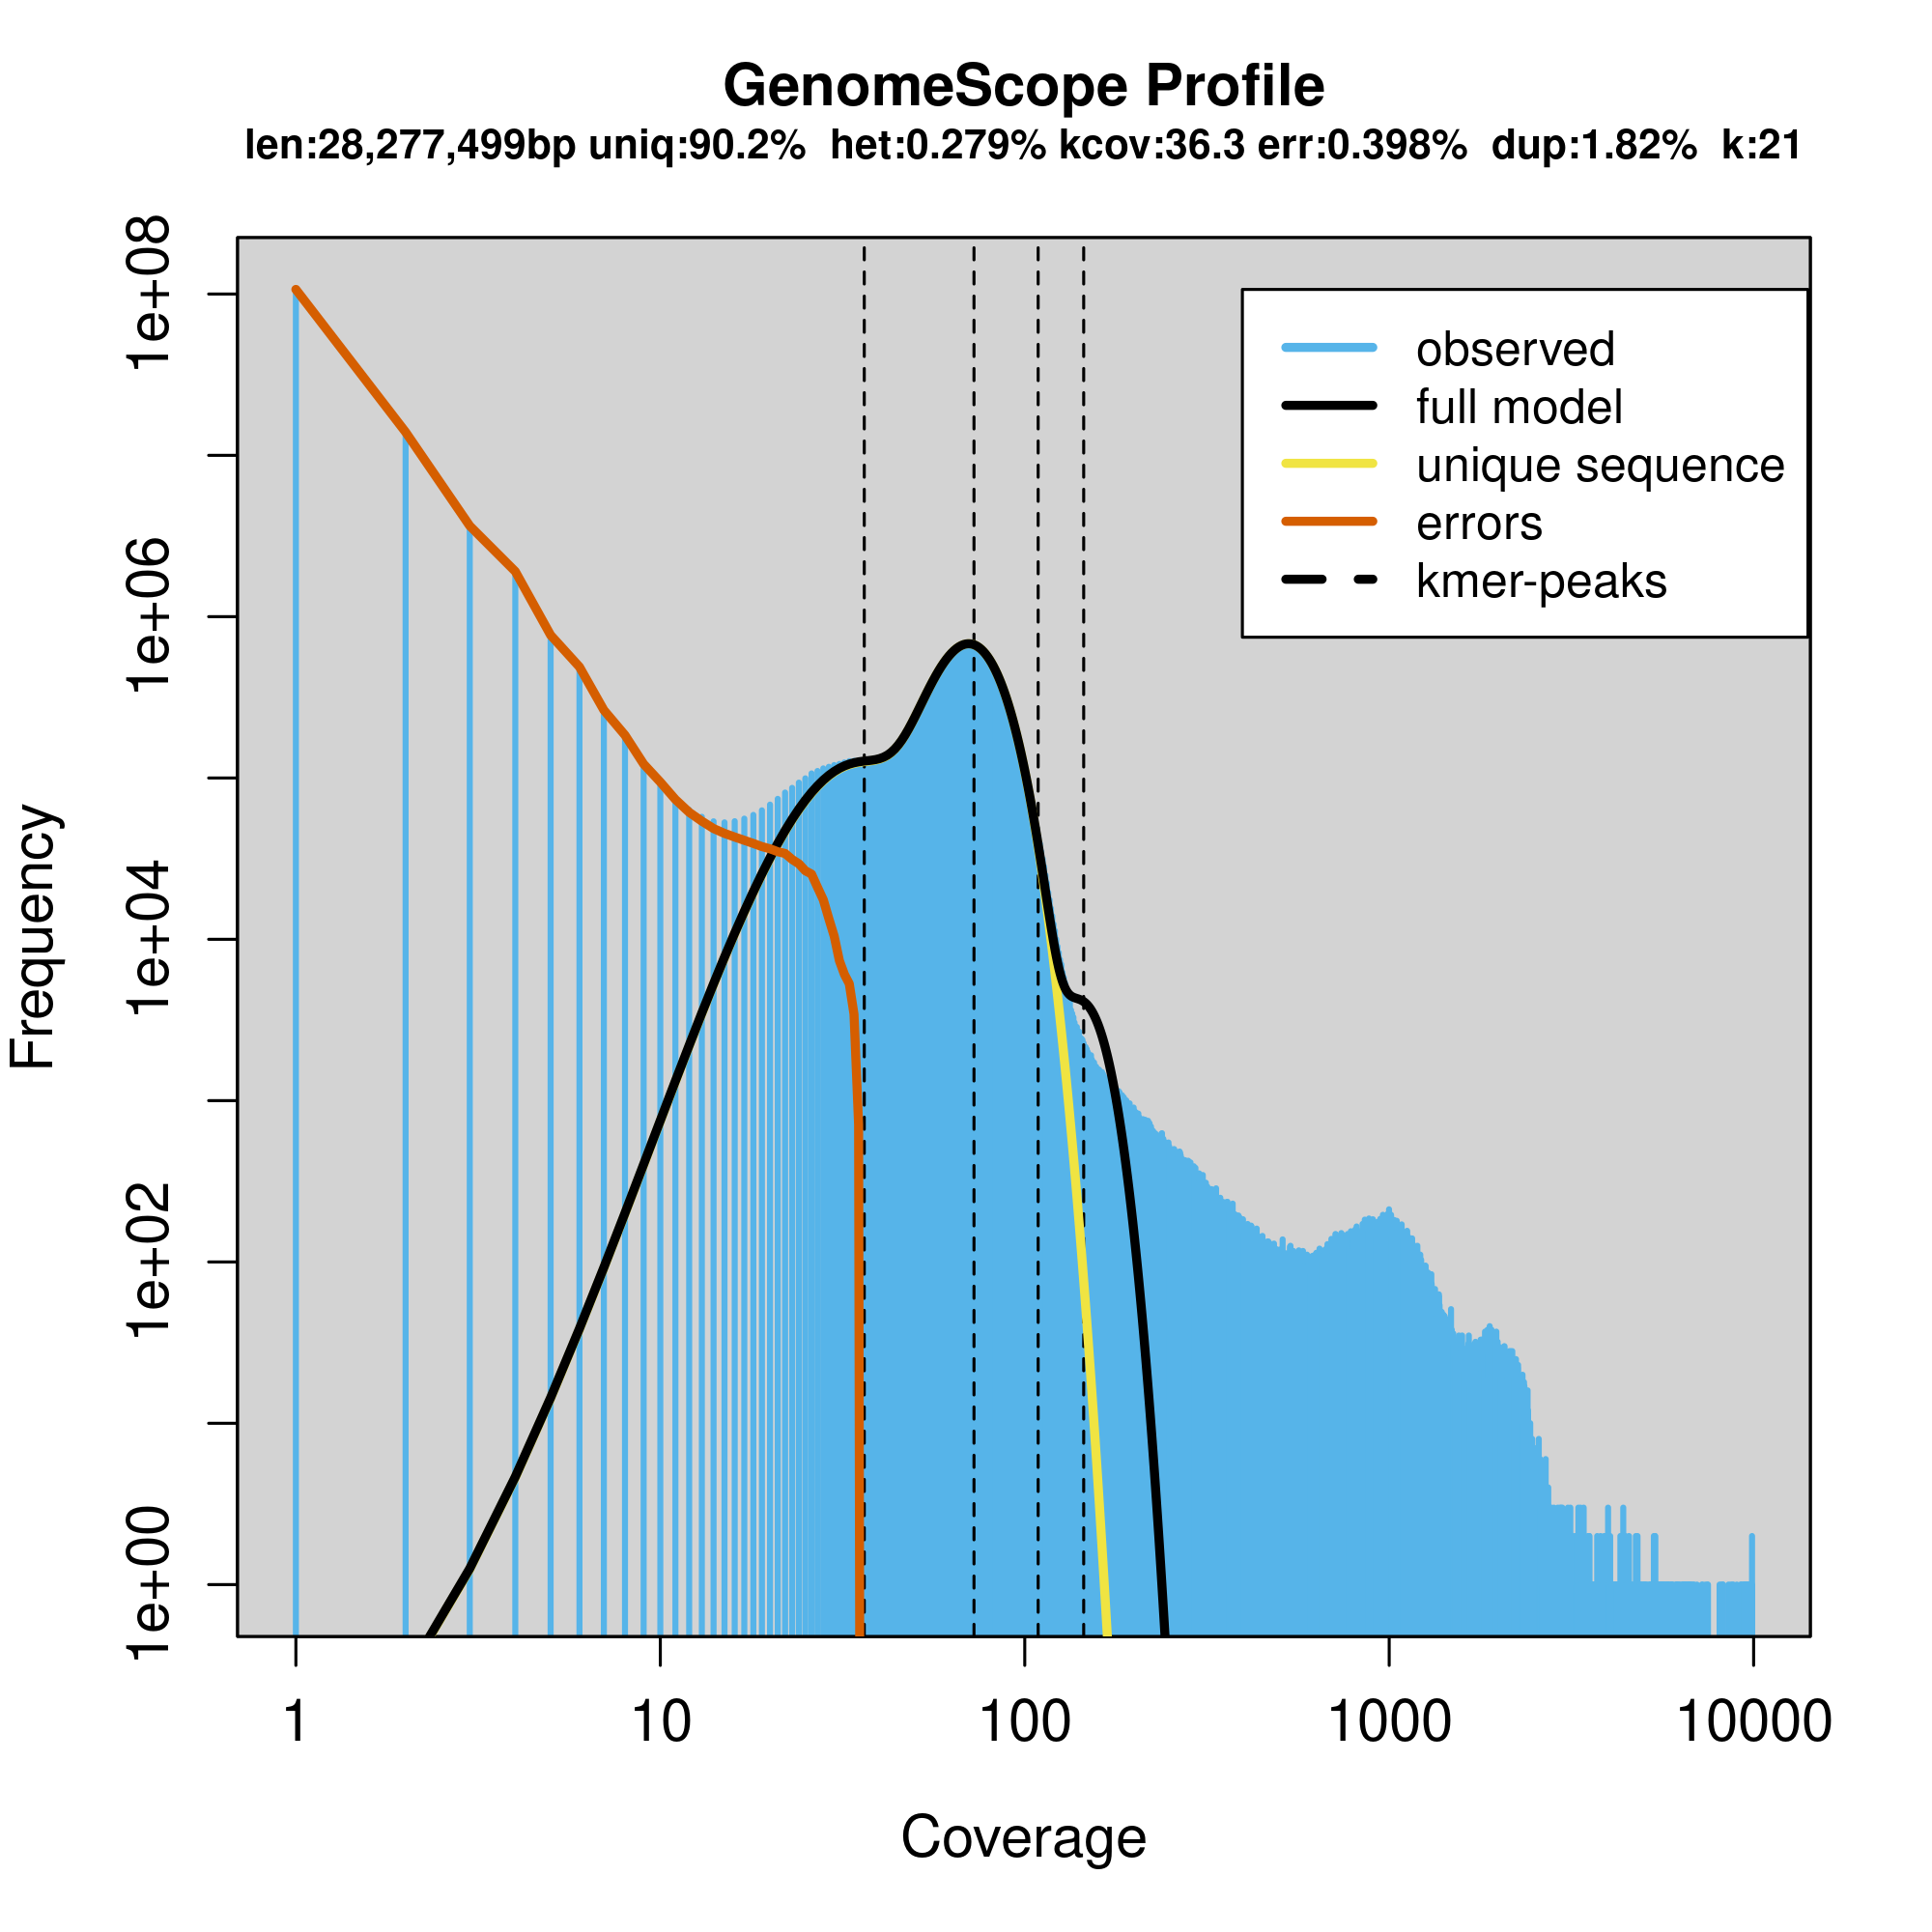 GenomeScope Profile
len:28,277,499bp uniq:90.2% het:0.279% kcov:36.3 err:0.398% dup:1.82% k:21
observed
full model
unique sequence
errors
kmer-peaks
1e+08
1e+06
1e+04
1e+02
1e+00
Frequency
1 10 100 1000 10000
Coverage